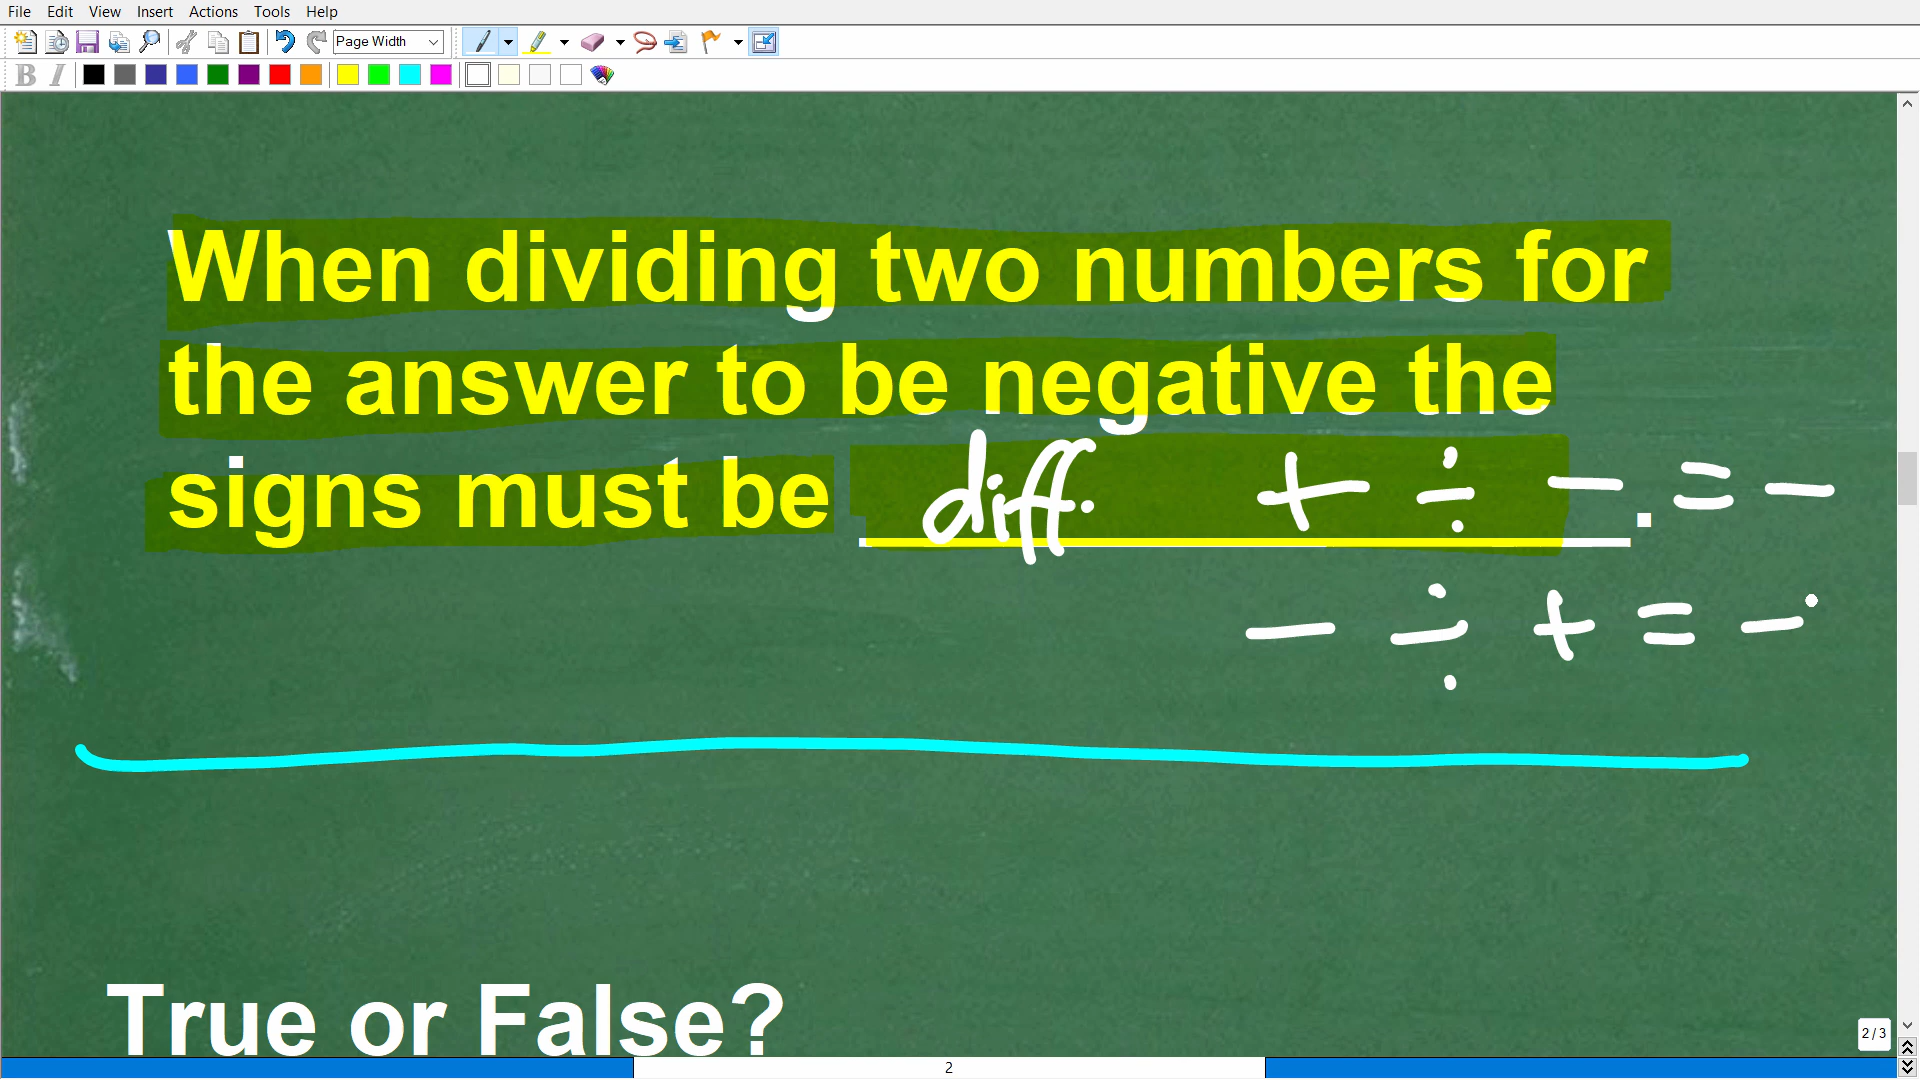 File Edit View Insert Actions Tools Help
Page Width
B I
When dividing two numbers for
the answer to be negative the
signs must be diff. + ÷ - . = -
- ÷ + = -
True or False?
2 / 3
2